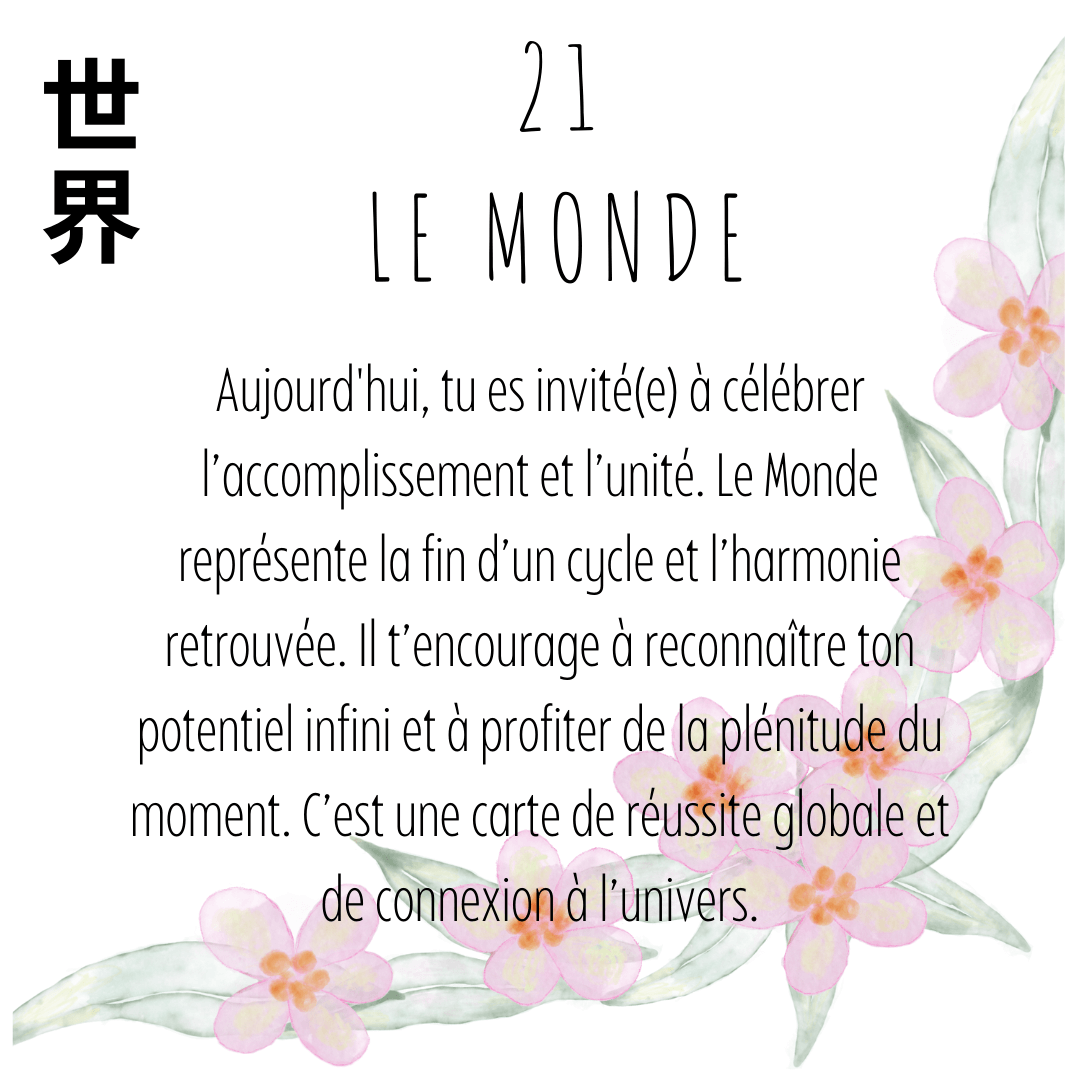 世界
21
LE MONDE
Aujourd'hui, tu es invité(e) à célébrer
l’accomplissement et l’unité. Le Monde
représente la fin d’un cycle et l’harmonie
retrouvée. Il t’encourage à reconnaître ton
potentiel infini et à profiter de la plénitude du
moment. C’est une carte de réussite globale et
de connexion à l’univers.